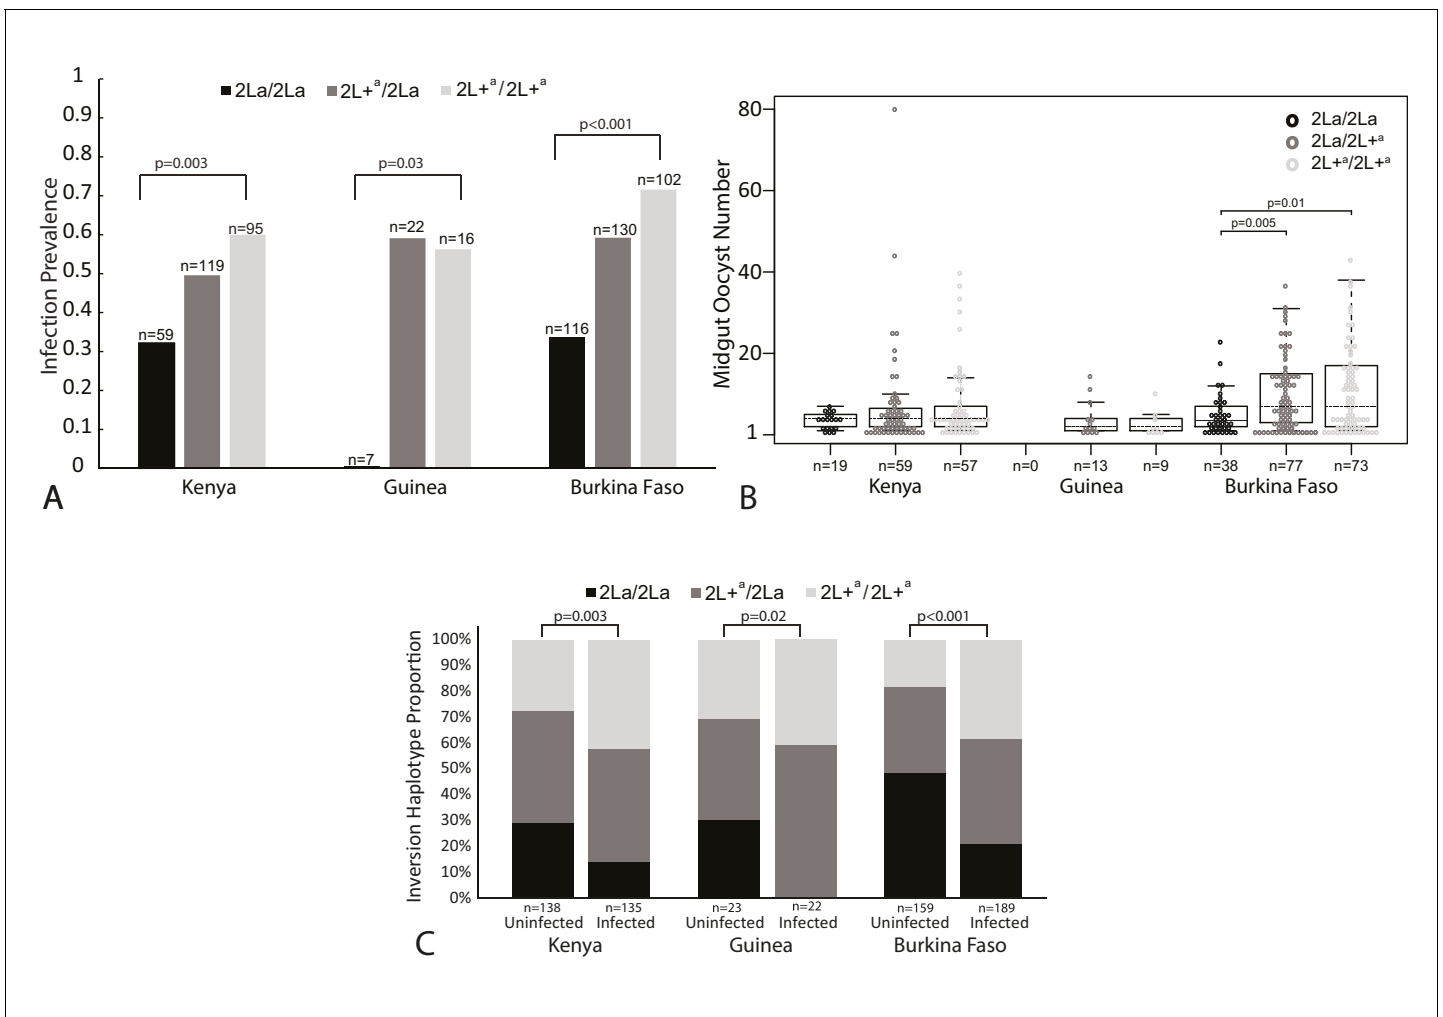 2La/2La 2L+a/2La 2L+a/2L+a
Infection Prevalence
1
0.9
0.8
0.7
0.6
0.5
0.4
0.3
0.2
0.1
0
p=0.003
p=0.03
p<0.001
n=59
n=119
n=95
n=7
n=22
n=16
n=116
n=130
n=102
Kenya Guinea Burkina Faso
A
Midgut Oocyst Number
80
60
40
20
1
2La/2La
2La/2L+a
2L+a/2L+a
p=0.01
p=0.005
n=19 n=59 n=57 n=0 n=13 n=9 n=38 n=77 n=73
Kenya Guinea Burkina Faso
B
2La/2La 2L+a/2La 2L+a/2L+a
p=0.003 p=0.02 p<0.001
Inversion Haplotype Proportion
100%
90%
80%
70%
60%
50%
40%
30%
20%
10%
0%
n=138 n=135 n=23 n=22 n=159 n=189
Uninfected Infected Uninfected Infected Uninfected Infected
Kenya Guinea Burkina Faso
C